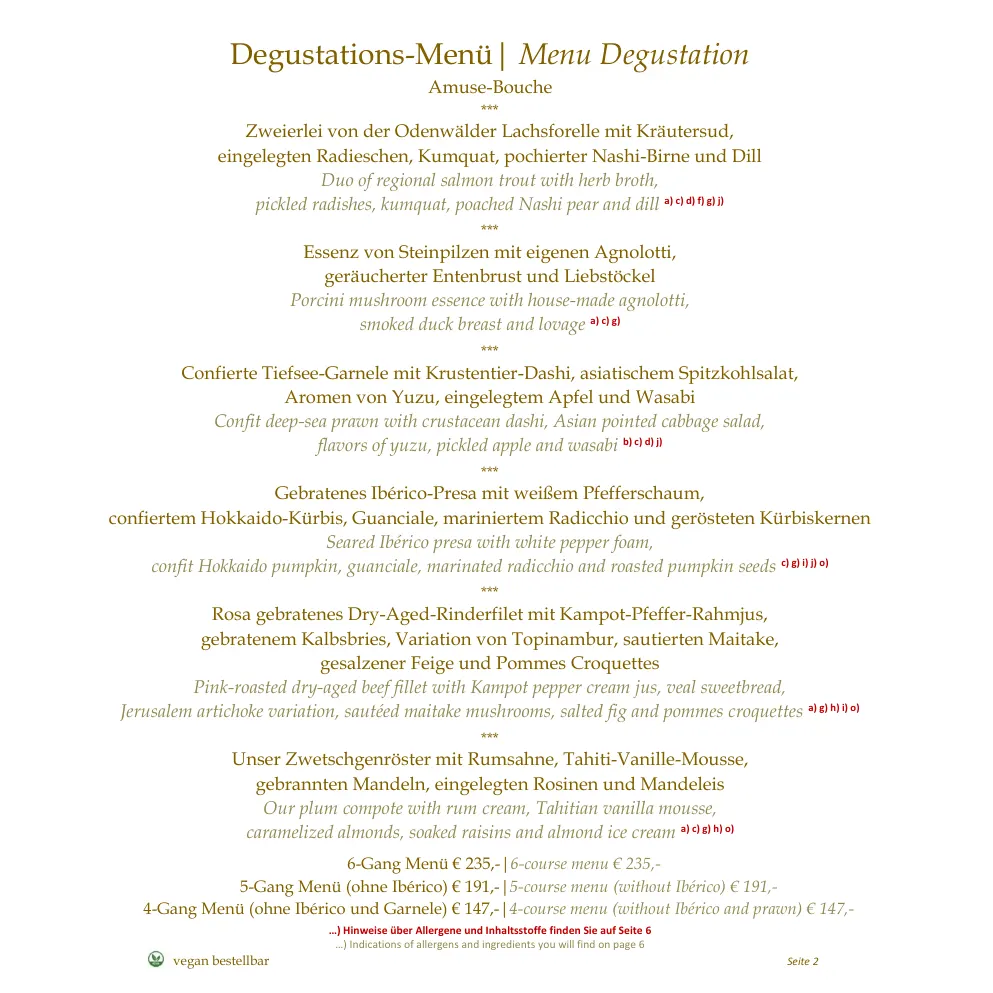 Degustations-Menü| Menu Degustation
Amuse-Bouche
***
Zweierlei von der Odenwälder Lachsforelle mit Kräutersud,
eingelegten Radieschen, Kumquat, pochierter Nashi-Birne und Dill
Duo of regional salmon trout with herb broth,
pickled radishes, kumquat, poached Nashi pear and dill a) c) d) f) g) j)
***
Essenz von Steinpilzen mit eigenen Agnolotti,
geräucherter Entenbrust und Liebstöckel
Porcini mushroom essence with house-made agnolotti,
smoked duck breast and lovage a) c) g)
***
Confierte Tiefsee-Garnele mit Krustentier-Dashi, asiatischem Spitzkohlsalat,
Aromen von Yuzu, eingelegtem Apfel und Wasabi
Confit deep-sea prawn with crustacean dashi, Asian pointed cabbage salad,
flavors of yuzu, pickled apple and wasabi b) c) d) j)
***
Gebratenes Ibérico-Presa mit weißem Pfefferschaum,
confiertem Hokkaido-Kürbis, Guanciale, mariniertem Radicchio und gerösteten Kürbiskernen
Seared Ibérico presa with white pepper foam,
confit Hokkaido pumpkin, guanciale, marinated radicchio and roasted pumpkin seeds c) g) i) j) o)
***
Rosa gebratenes Dry-Aged-Rinderfilet mit Kampot-Pfeffer-Rahmjus,
gebratenem Kalbsbries, Variation von Topinambur, sautierten Maitake,
gesalzener Feige und Pommes Croquettes
Pink-roasted dry-aged beef fillet with Kampot pepper cream jus, veal sweetbread,
Jerusalem artichoke variation, sautéed maitake mushrooms, salted fig and pommes croquettes a) g) h) i) o)
***
Unser Zwetschgenröster mit Rumsahne, Tahiti-Vanille-Mousse,
gebrannten Mandeln, eingelegten Rosinen und Mandeleis
Our plum compote with rum cream, Tahitian vanilla mousse,
caramelized almonds, soaked raisins and almond ice cream a) c) g) h) o)
6-Gang Menü € 235,-|6-course menu € 235,-
5-Gang Menü (ohne Ibérico) € 191,-|5-course menu (without Ibérico) € 191,-
4-Gang Menü (ohne Ibérico und Garnele) € 147,-|4-course menu (without Ibérico and prawn) € 147,-
...) Hinweise über Allergene und Inhaltsstoffe finden Sie auf Seite 6
...) Indications of allergens and ingredients you will find on page 6
vegan bestellbar
Seite 2